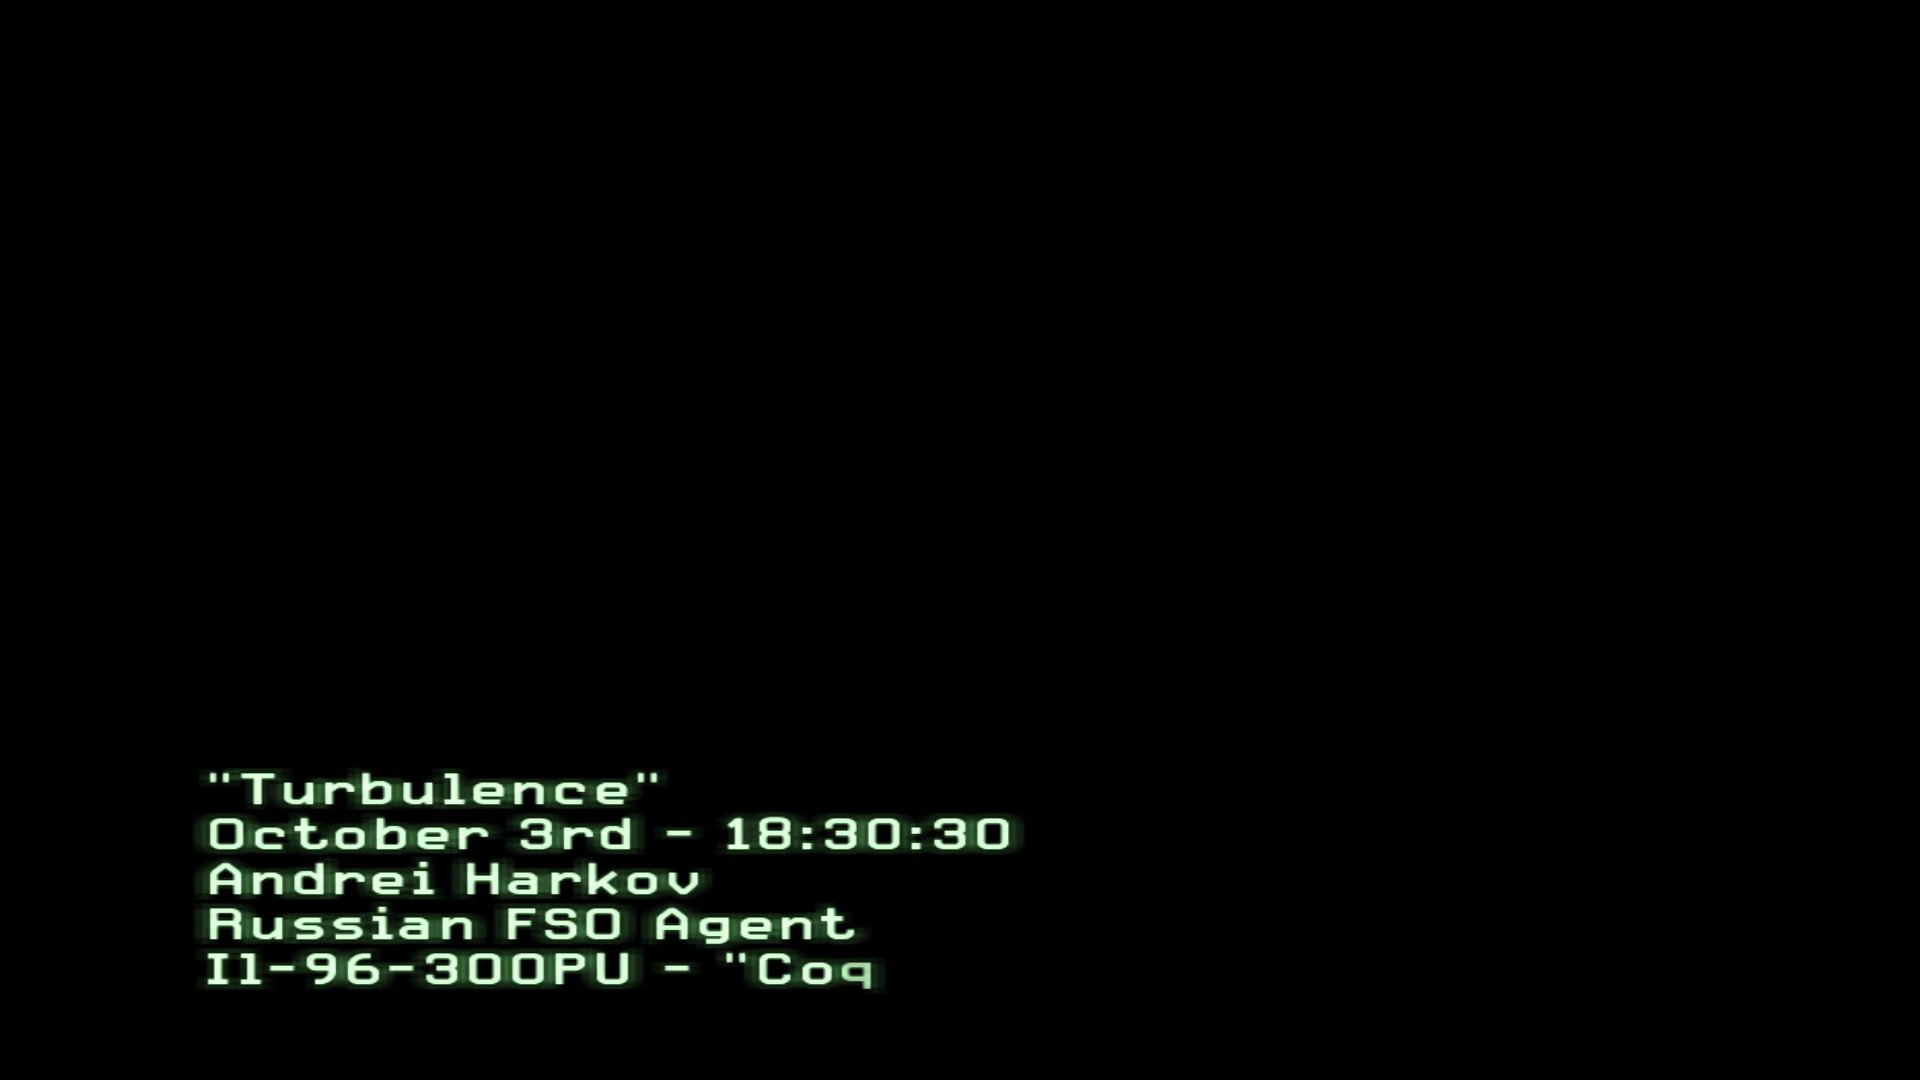 "Turbulence"
October 3rd - 18:30:30
Andrei Harkov
Russian FSO Agent
Il-96-300PU - "Coq